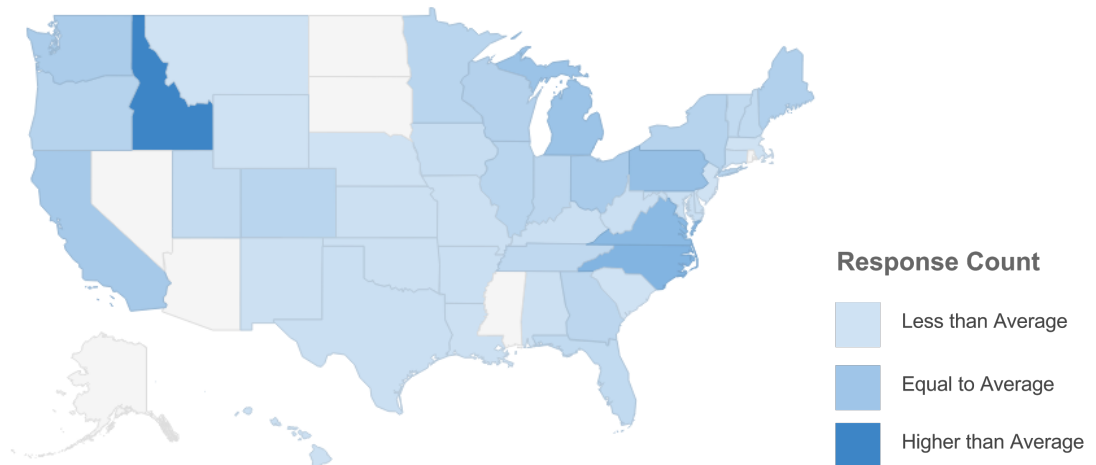 Response Count
Less than Average
Equal to Average
Higher than Average